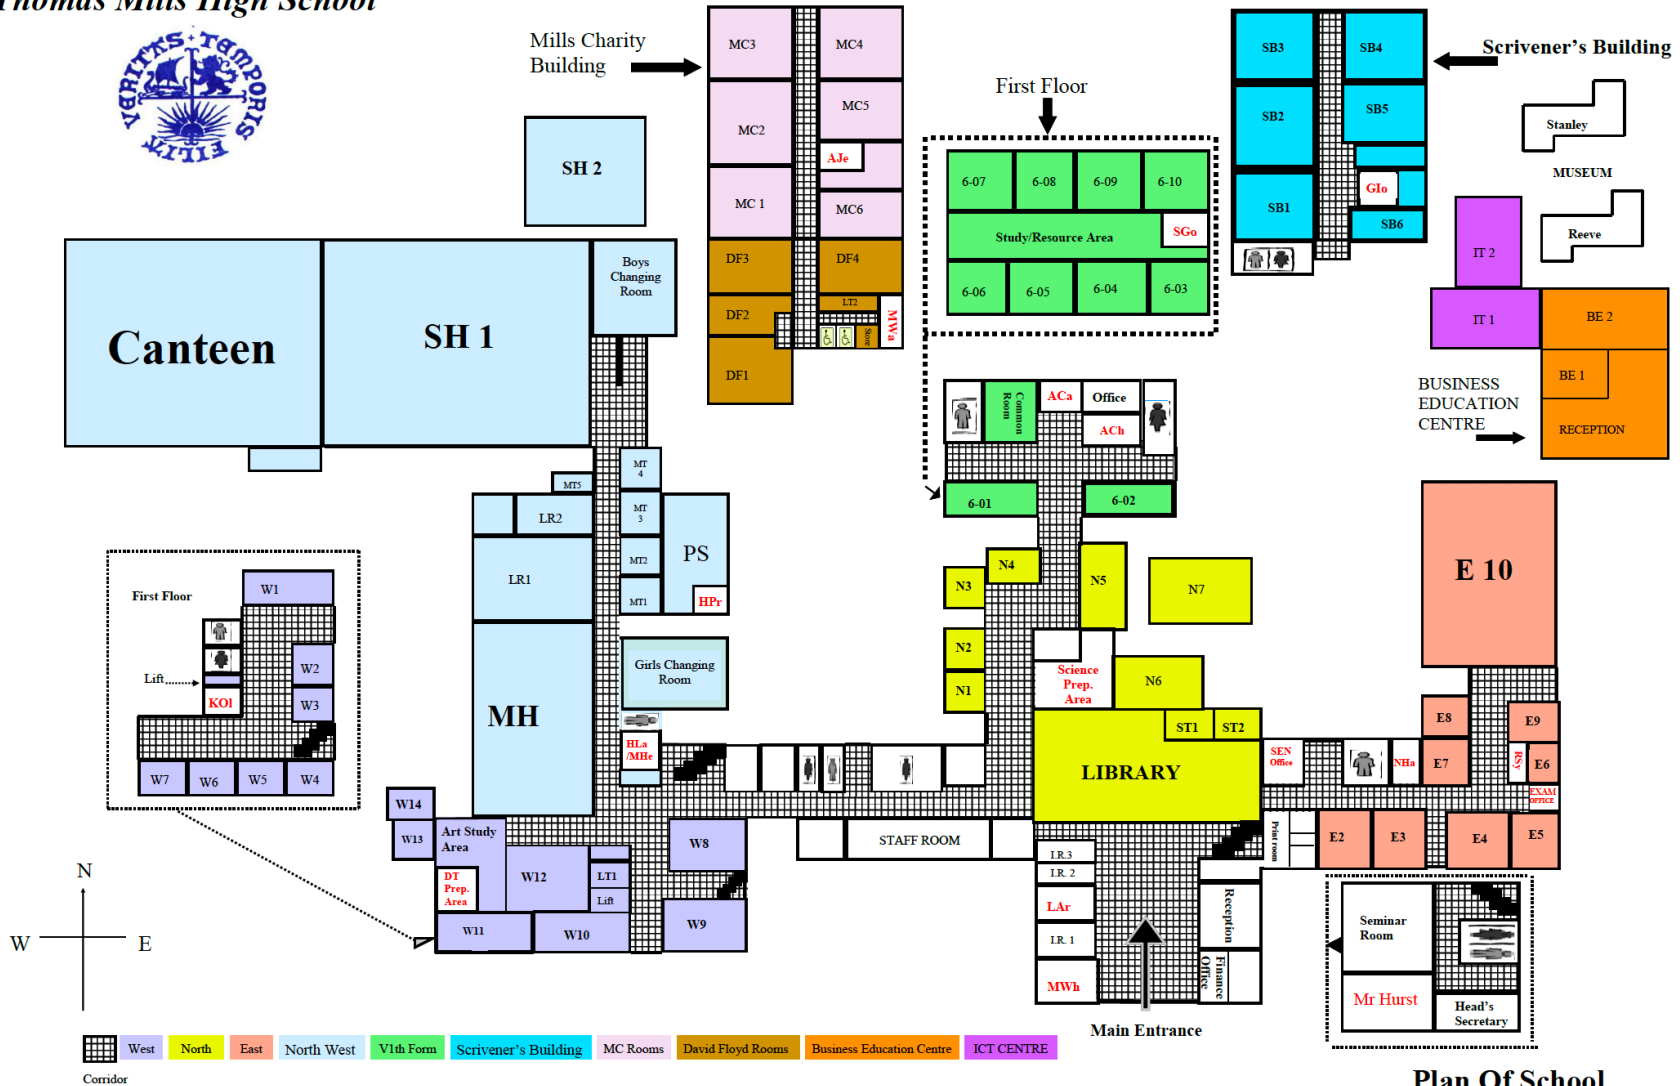 Thomas Mills High School
VERITAS TEMPORIS FILIA
Mills Charity
Building
MC3
MC4
MC2
MC5
AJe
MC 1
MC6
DF3
DF4
DF2
LT2
MWa
Store
DF1
SH 2
First Floor
6-07
6-08
6-09
6-10
Study/Resource Area
SGo
6-06
6-05
6-04
6-03
SB3
SB4
SB2
SB5
GIo
SB1
SB6
Scrivener's Building
Stanley
MUSEUM
Reeve
IT 2
IT 1
BE 2
BE 1
RECEPTION
BUSINESS
EDUCATION
CENTRE
Canteen
SH 1
Boys
Changing
Room
Common
Room
ACa
Office
ACh
6-01
6-02
MT
4
MT5
MT
3
LR2
PS
MT2
LR1
MT1
HPr
Girls Changing
Room
MH
HLa
/MHe
N4
N3
N5
N7
N2
N1
Science
Prep.
Area
N6
ST1
ST2
LIBRARY
E 10
E8
E9
SEN
Office
NHa
E7
RSy
E6
EXAM
OFFICE
Print room
E2
E3
E4
E5
First Floor
W1
W2
Lift
KOl
W3
W7
W6
W5
W4
W14
W13
Art Study
Area
W8
DT
Prep.
Area
W12
LT1
Lift
W11
W10
W9
STAFF ROOM
I.R.3
I.R. 2
LAr
I.R. 1
MWh
Reception
Finance
Office
Main Entrance
Seminar
Room
Mr Hurst
Head's
Secretary
N
W
E
S
West
North
East
North West
V1th Form
Scrivener's Building
MC Rooms
David Floyd Rooms
Business Education Centre
ICT CENTRE
Corridor
Plan Of School